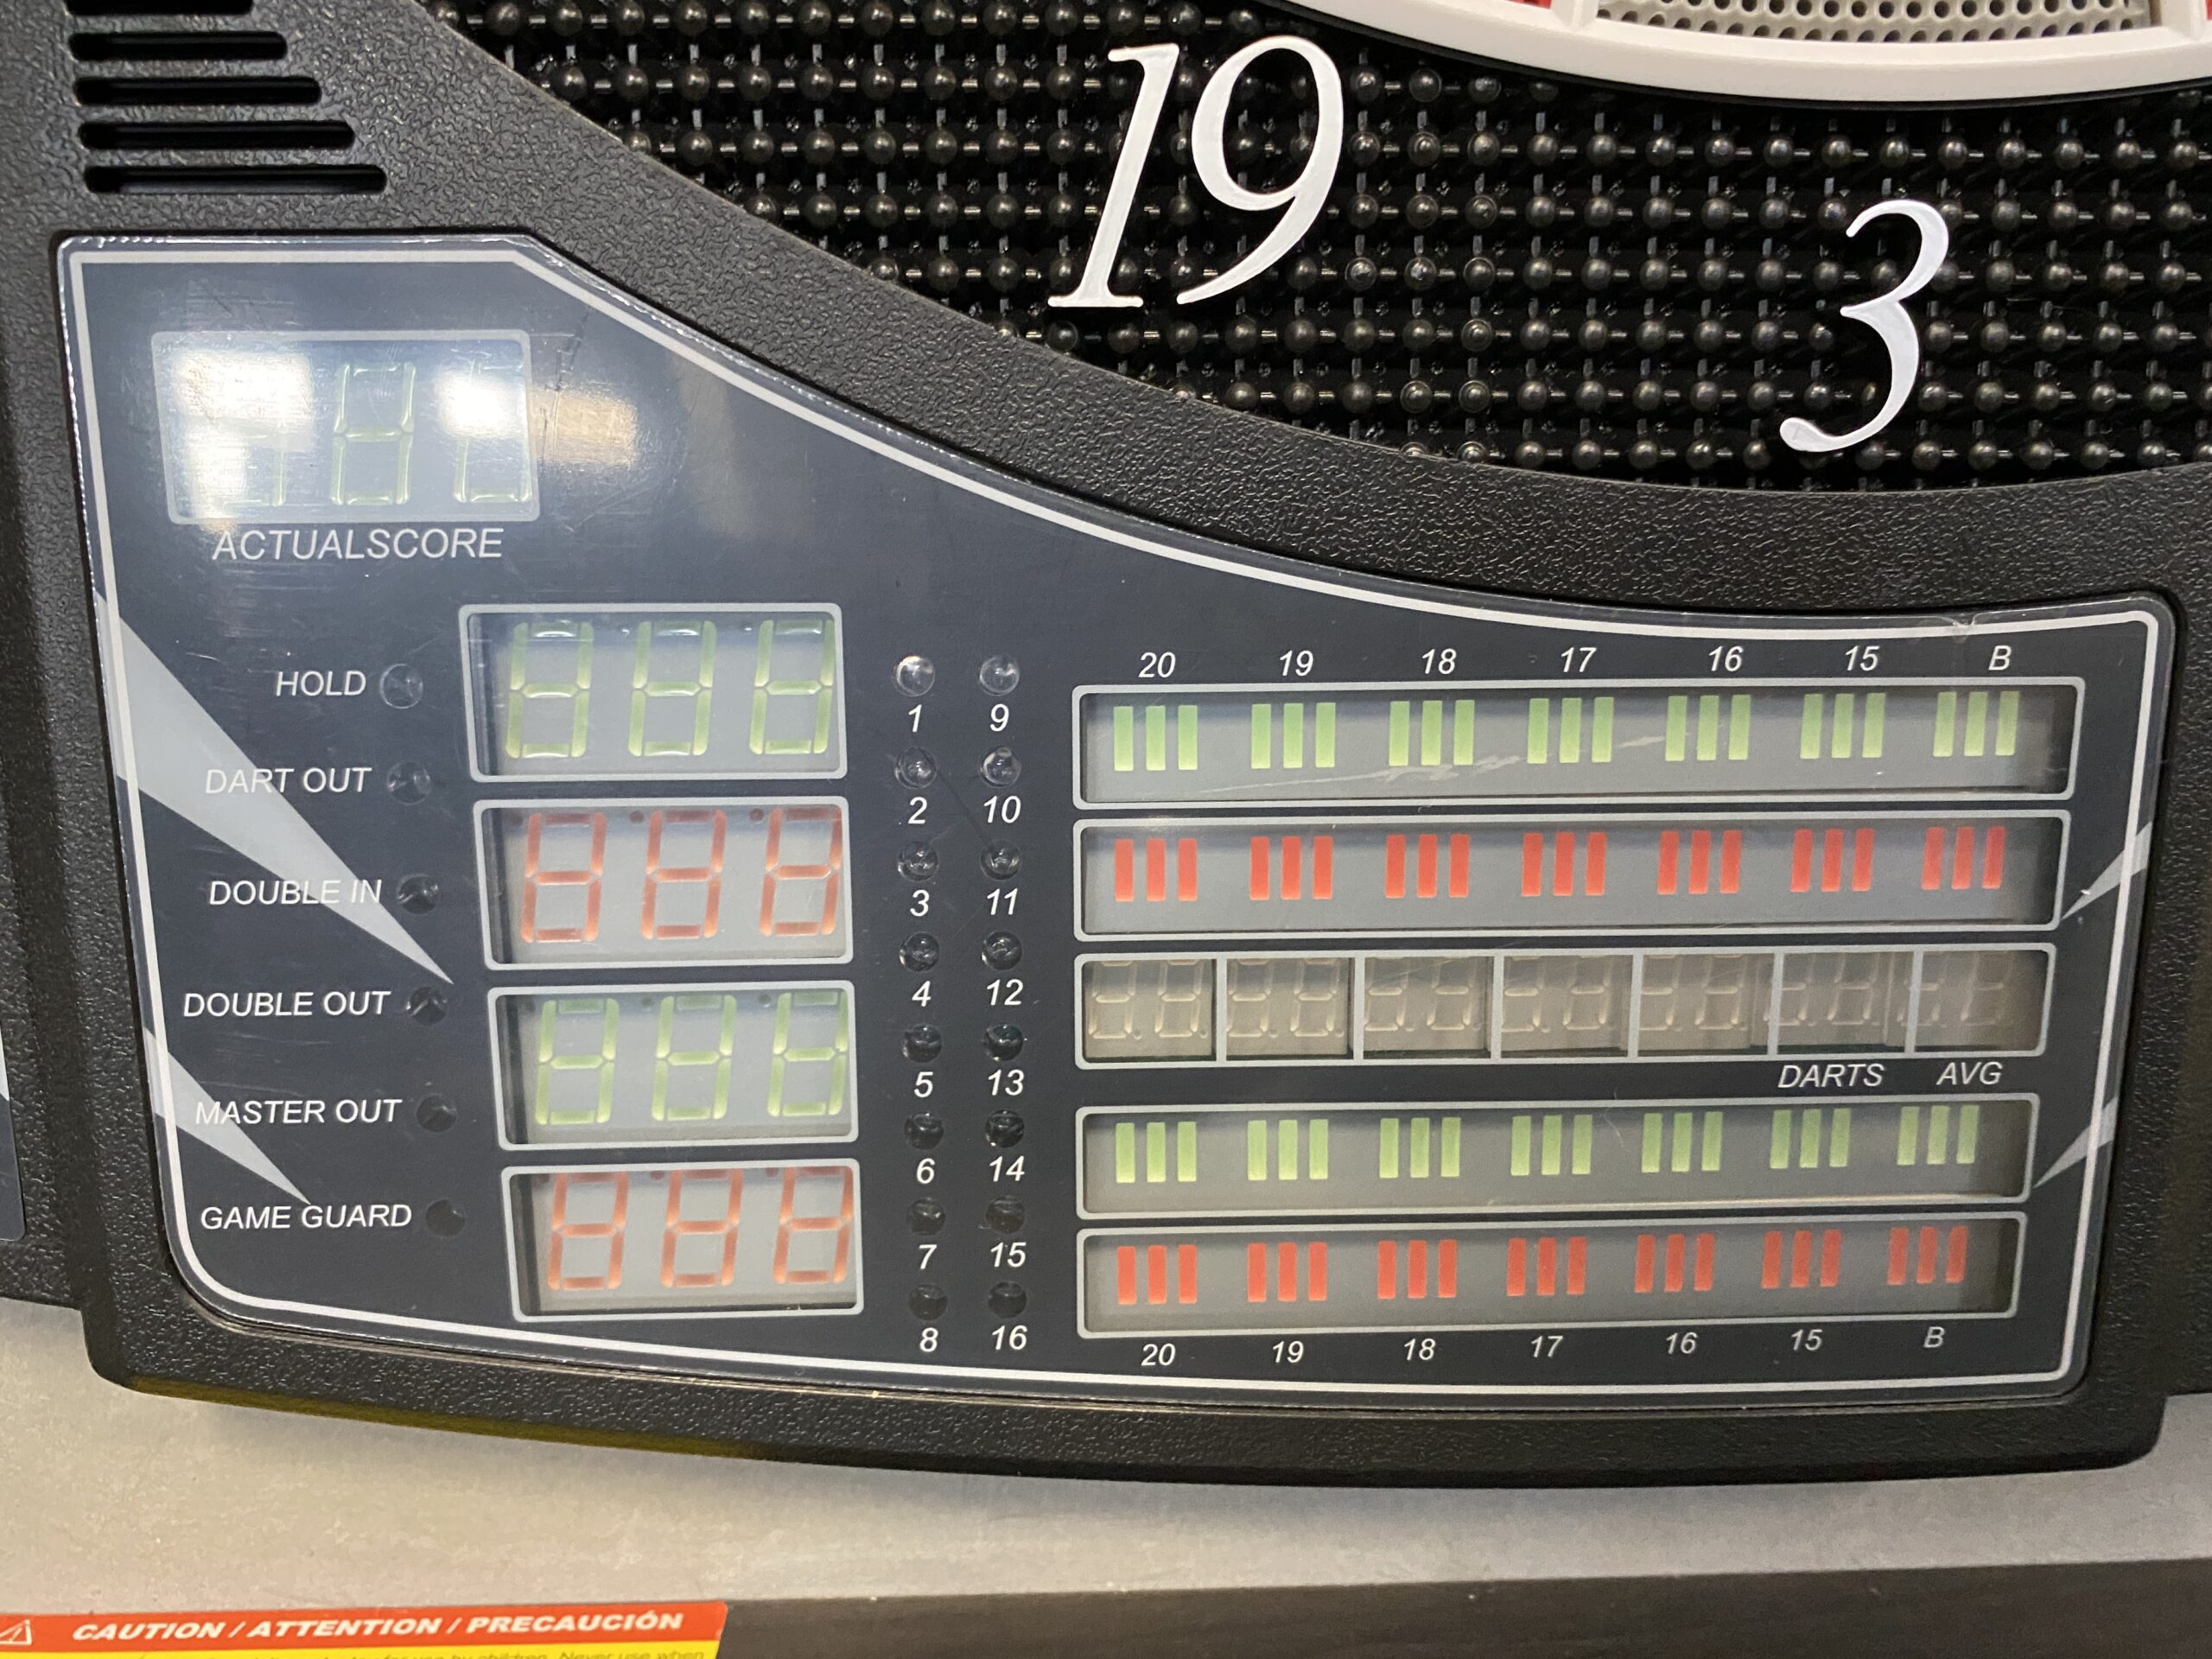 19
3
ACTUALSCORE
HOLD
DART OUT
DOUBLE IN
DOUBLE OUT
MASTER OUT
GAME GUARD
1 9
2 10
3 11
4 12
5 13
6 14
7 15
8 16
20 19 18 17 16 15 B
DARTS AVG
20 19 18 17 16 15 B
CAUTION / ATTENTION / PRECAUCIÓN